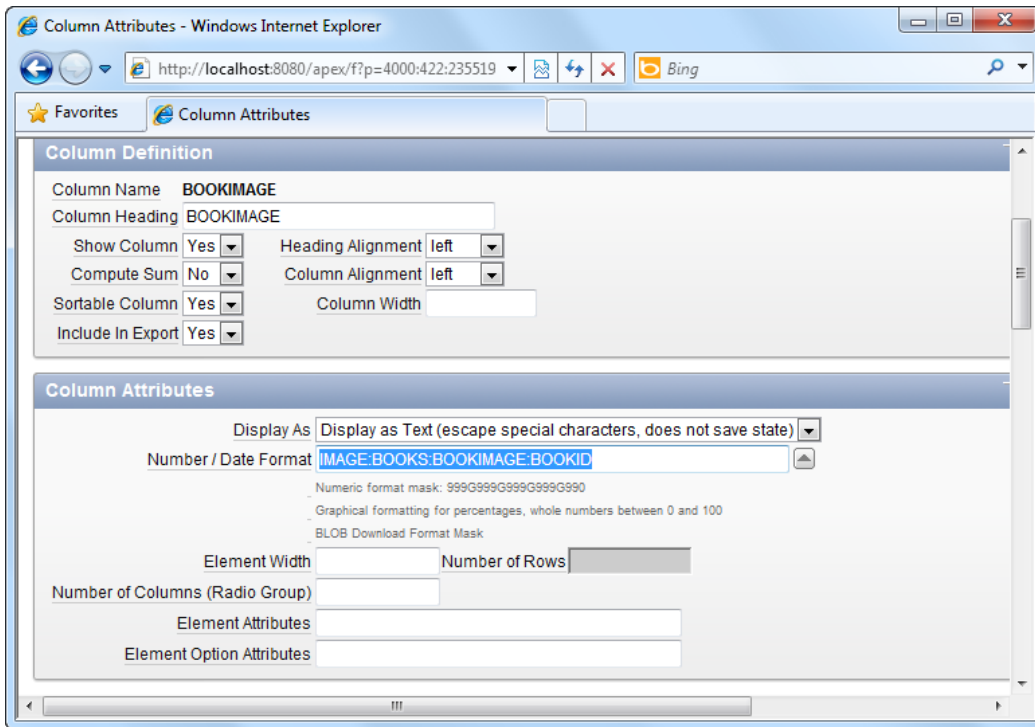 Column Attributes - Windows Internet Explorer
http://localhost:8080/apex/f?p=4000:422:235519 Bing
Favorites Column Attributes
Column Definition
Column Name BOOKIMAGE
Column Heading BOOKIMAGE
Show Column Yes Heading Alignment left
Compute Sum No Column Alignment left
Sortable Column Yes Column Width
Include In Export Yes
Column Attributes
Display As Display as Text (escape special characters, does not save state)
Number / Date Format IMAGE:BOOKS:BOOKIMAGE:BOOKID
Numeric format mask: 999G999G999G999G990
Graphical formatting for percentages, whole numbers between 0 and 100
BLOB Download Format Mask
Element Width Number of Rows
Number of Columns (Radio Group)
Element Attributes
Element Option Attributes